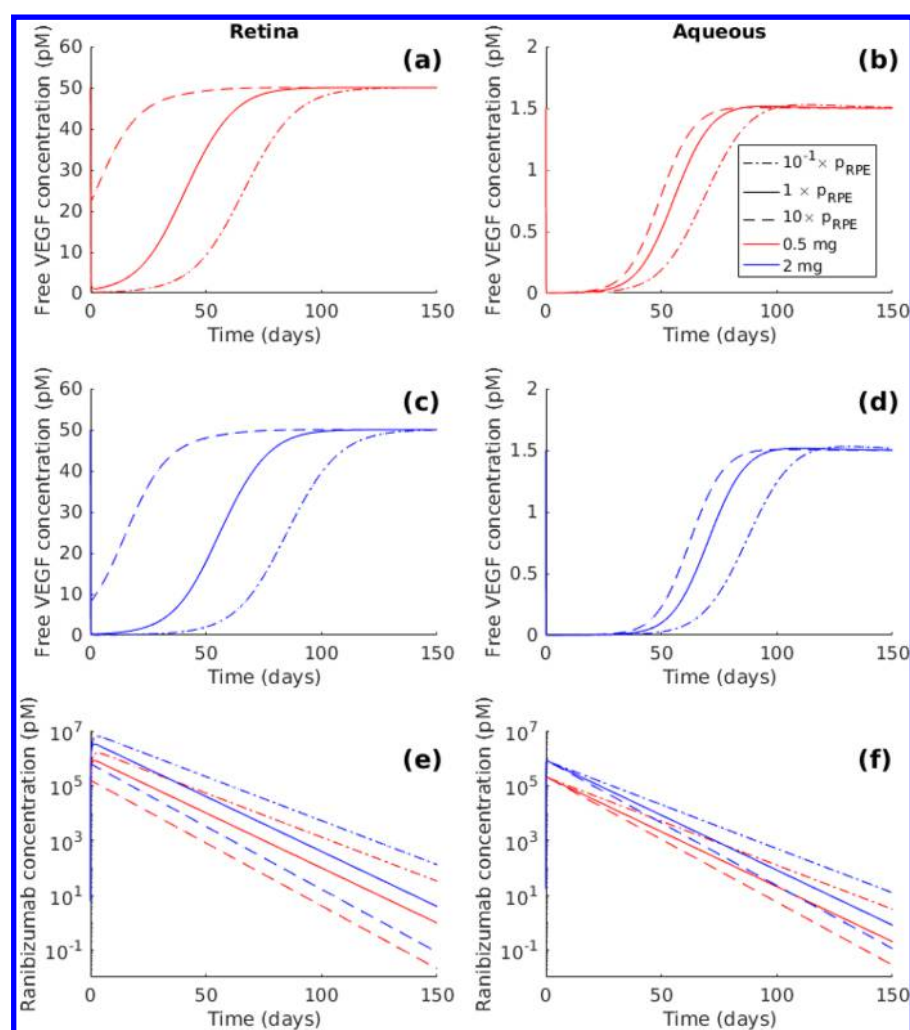 Retina
Aqueous
(a)
Free VEGF concentration (pM)
60
50
40
30
20
10
0
0 50 100 150
Time (days)
(b)
Free VEGF concentration (pM)
2
1.5
1
0.5
0
0 50 100 150
Time (days)
10^-1 × p_RPE
1 × p_RPE
10× p_RPE
0.5 mg
2 mg
(c)
Free VEGF concentration (pM)
60
50
40
30
20
10
0
0 50 100 150
Time (days)
(d)
Free VEGF concentration (pM)
2
1.5
1
0.5
0
0 50 100 150
Time (days)
(e)
Ranibizumab concentration (pM)
10^7
10^5
10^3
10^1
10^-1
0 50 100 150
Time (days)
(f)
Ranibizumab concentration (pM)
10^7
10^5
10^3
10^1
10^-1
0 50 100 150
Time (days)